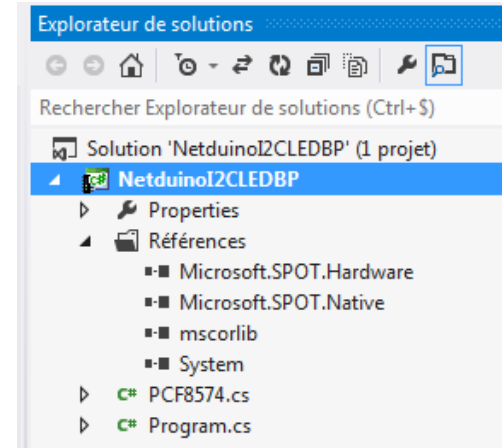 Explorateur de solutions
Rechercher Explorateur de solutions (Ctrl+$)
Solution 'NetduinoI2CLEDBP' (1 projet)
C# NetduinoI2CLEDBP
Properties
Références
Microsoft.SPOT.Hardware
Microsoft.SPOT.Native
mscorlib
System
C# PCF8574.cs
C# Program.cs